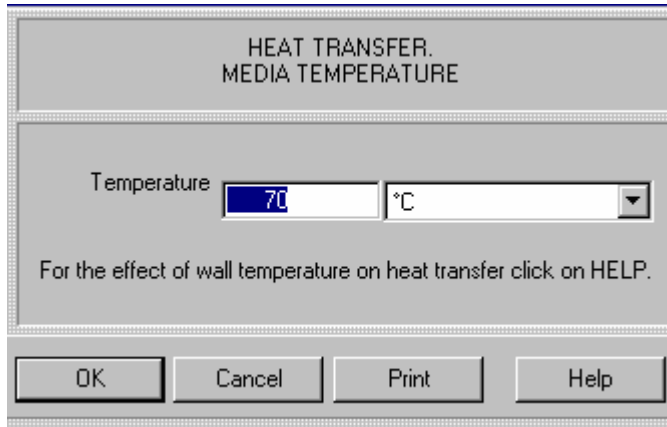 HEAT TRANSFER.
MEDIA TEMPERATURE
Temperature 70 °C
For the effect of wall temperature on heat transfer click on HELP.
OK Cancel Print Help